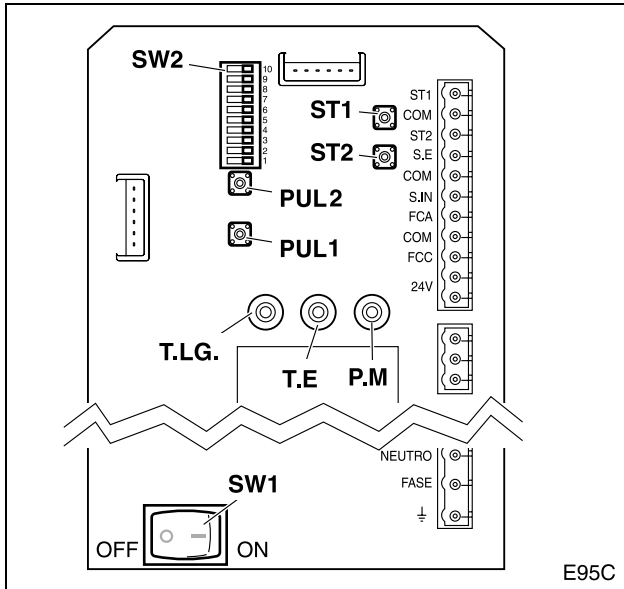 SW2
10
9
8
7
6
5
4
3
2
1
ST1
ST2
PUL2
PUL1
T.LG.
T.E
P.M
ST1
COM
ST2
S.E
COM
S.IN
FCA
COM
FCC
24V
NEUTRO
FASE
SW1
OFF
ON
E95C